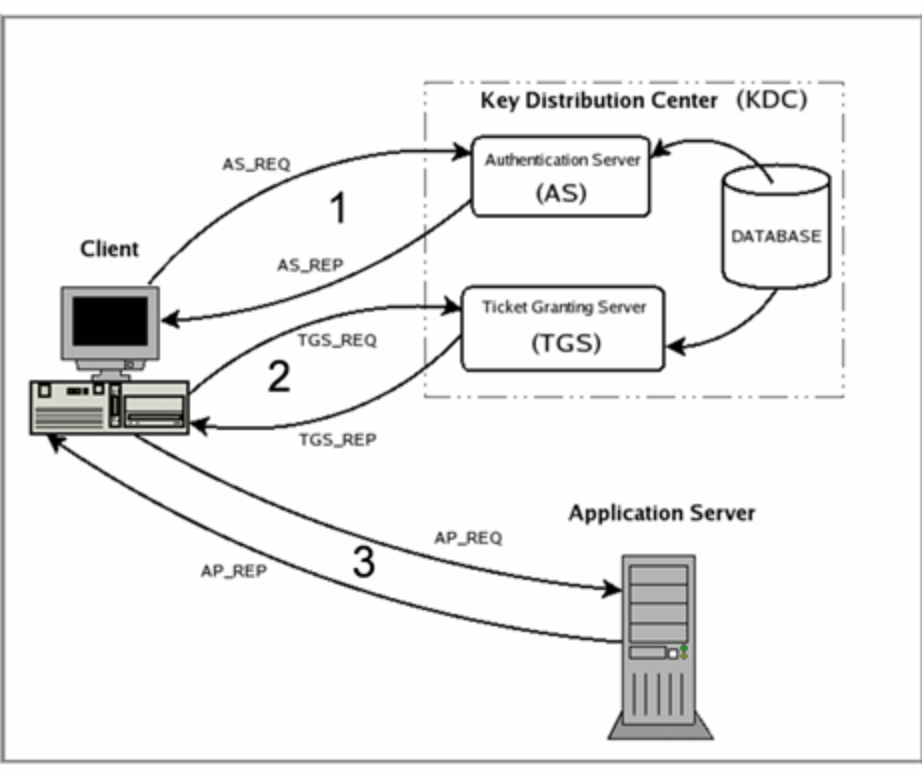 Key Distribution Center (KDC)
Authentication Server
(AS)
AS_REQ
1
DATABASE
Client
AS_REP
Ticket Granting Server
(TGS)
TGS_REQ
2
TGS_REP
Application Server
AP_REQ
3
AP_REP